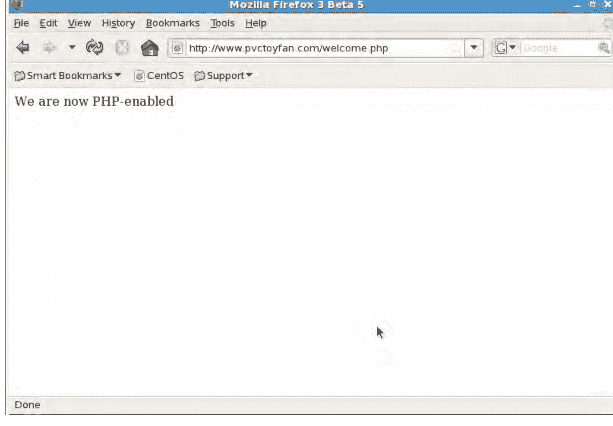 Mozilla Firefox 3 Beta 5
File Edit View History Bookmarks Tools Help
http://www.pvctoyfan.com/welcome.php G Google
Smart Bookmarks CentOS Support
We are now PHP-enabled
Done